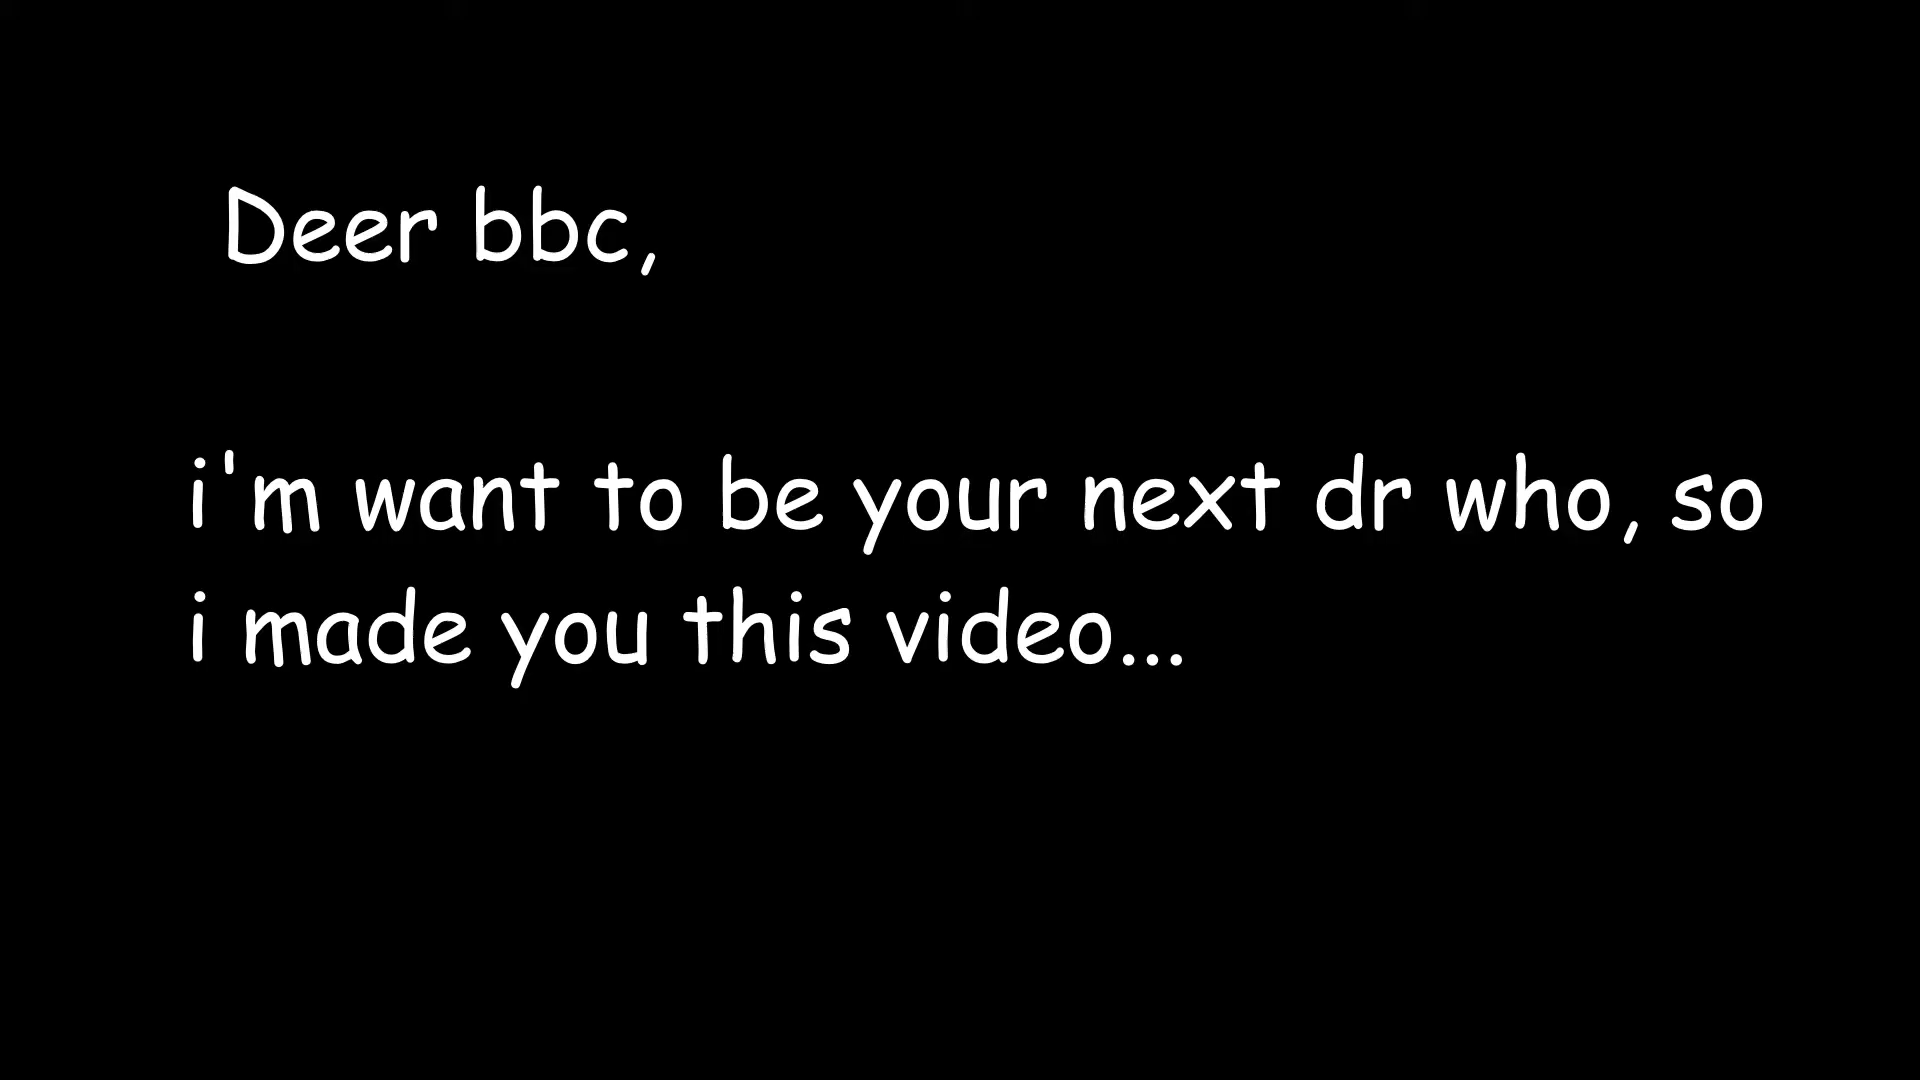 Deer bbc,
i'm want to be your next dr who, so
i made you this video...